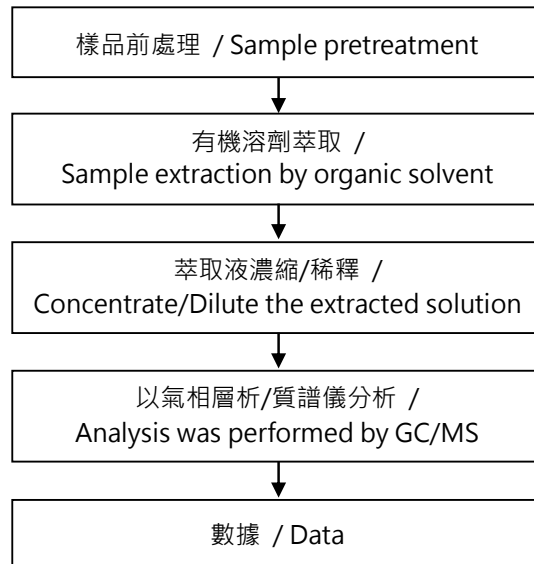 樣品前處理 / Sample pretreatment
有機溶劑萃取 /
Sample extraction by organic solvent
萃取液濃縮/稀釋 /
Concentrate/Dilute the extracted solution
以氣相層析/質譜儀分析 /
Analysis was performed by GC/MS
數據 / Data